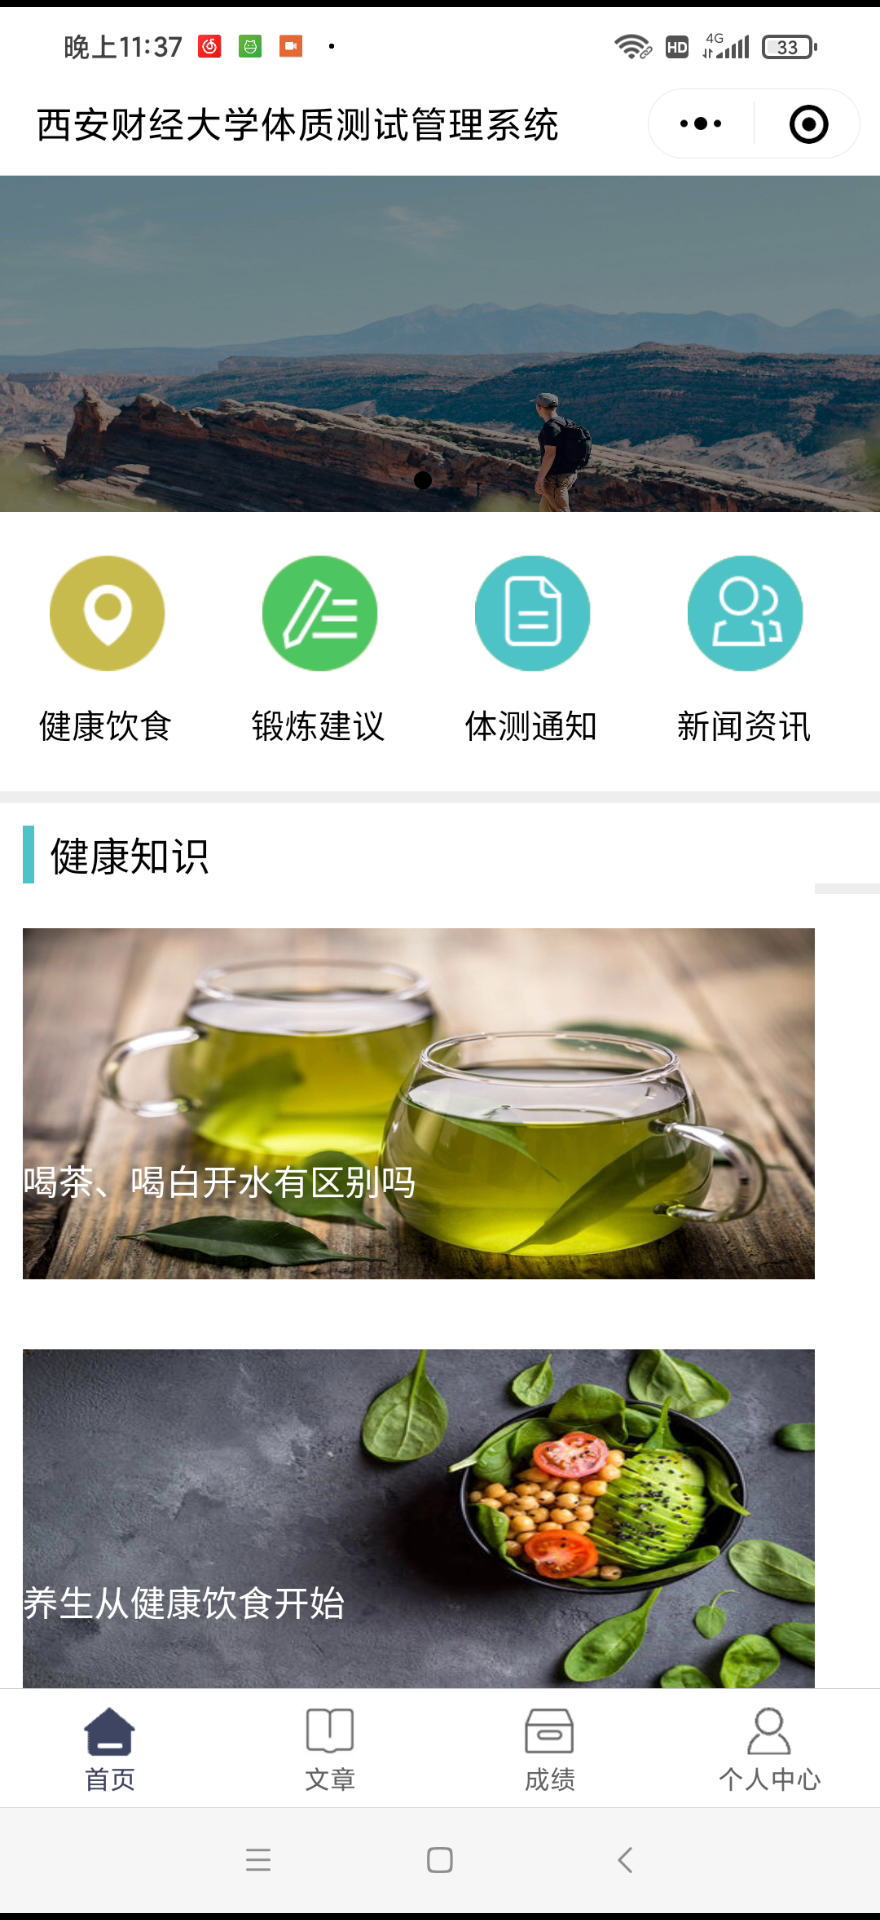 晚上11:37
HD
4G
33
西安财经大学体质测试管理系统
健康饮食
锻炼建议
体测通知
新闻资讯
健康知识
喝茶、喝白开水有区别吗
养生从健康饮食开始
首页
文章
成绩
个人中心